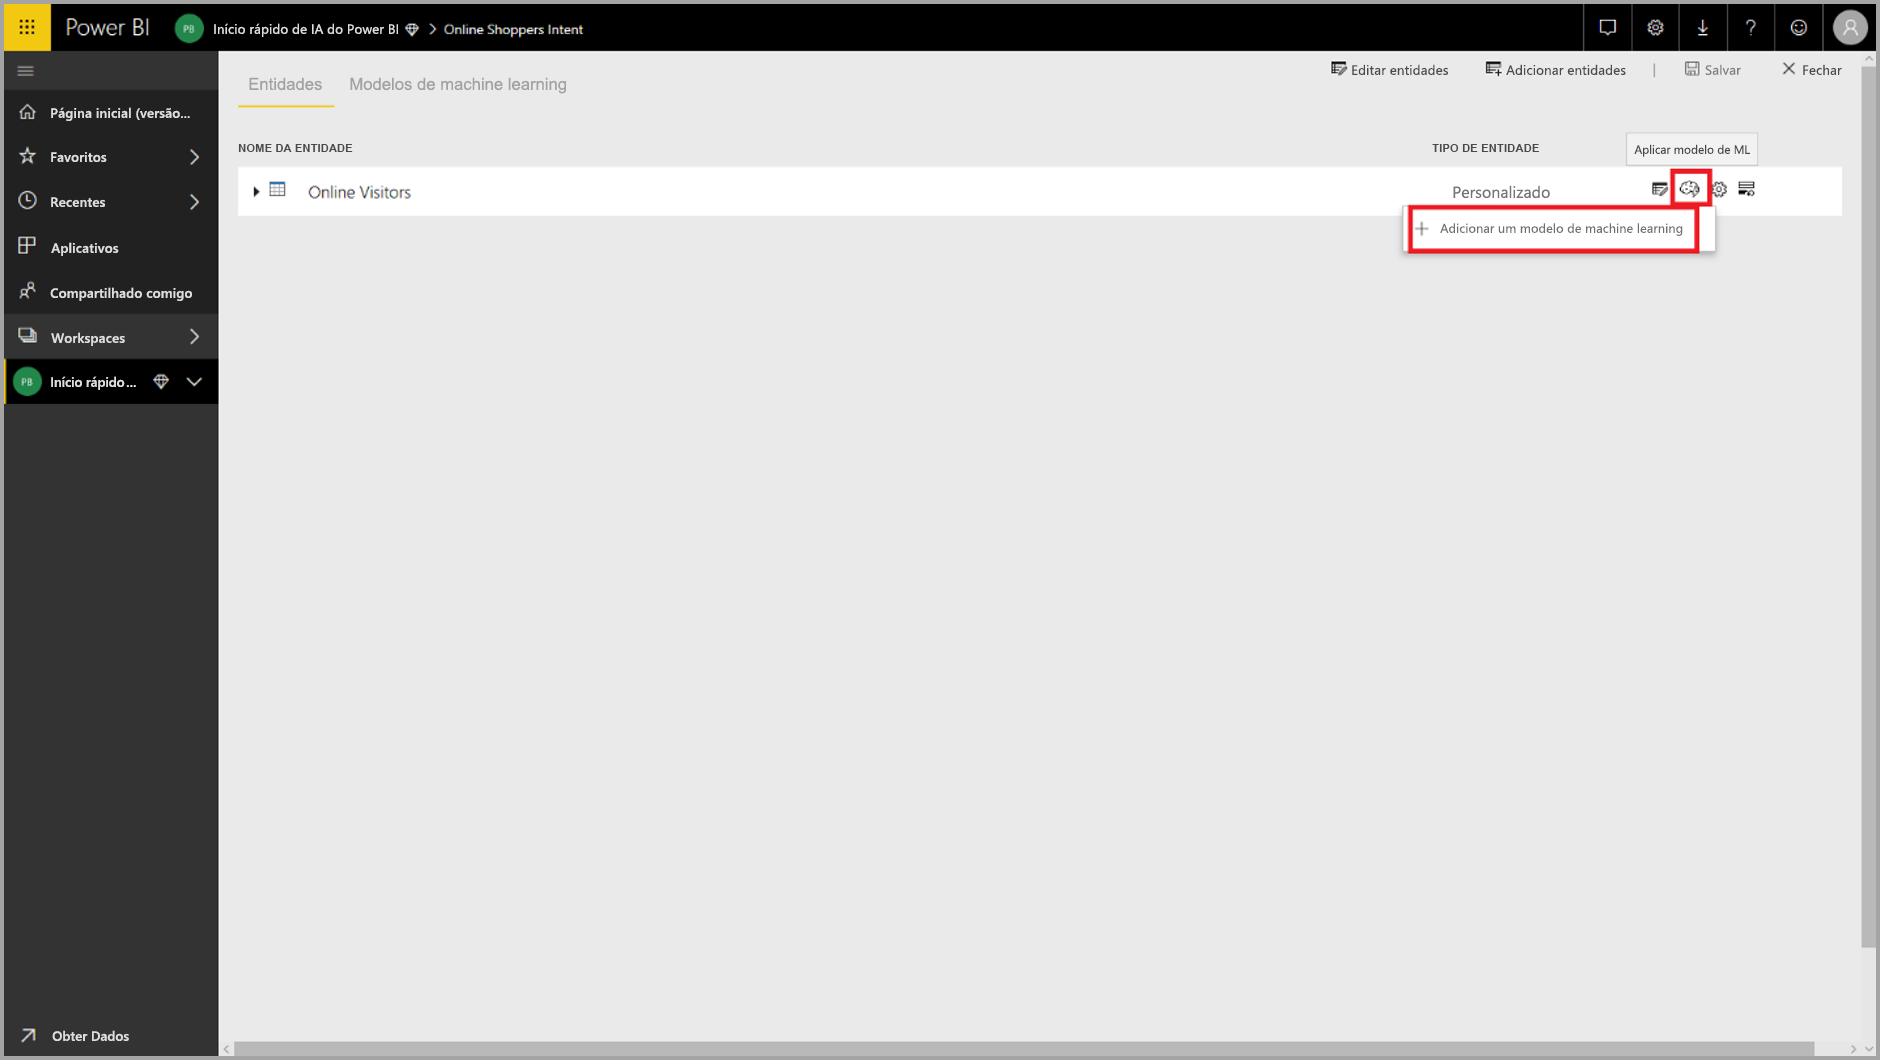 Power BI
PB
Início rápido de IA do Power BI > Online Shoppers Intent
?
Editar entidades
Adicionar entidades
|
Salvar
Fechar
Entidades
Modelos de machine learning
Página inicial (versão...
Favoritos
Recentes
Aplicativos
Compartilhado comigo
Workspaces
PB Início rápido...
Obter Dados
NOME DA ENTIDADE
TIPO DE ENTIDADE
Aplicar modelo de ML
Online Visitors
Personalizado
+ Adicionar um modelo de machine learning